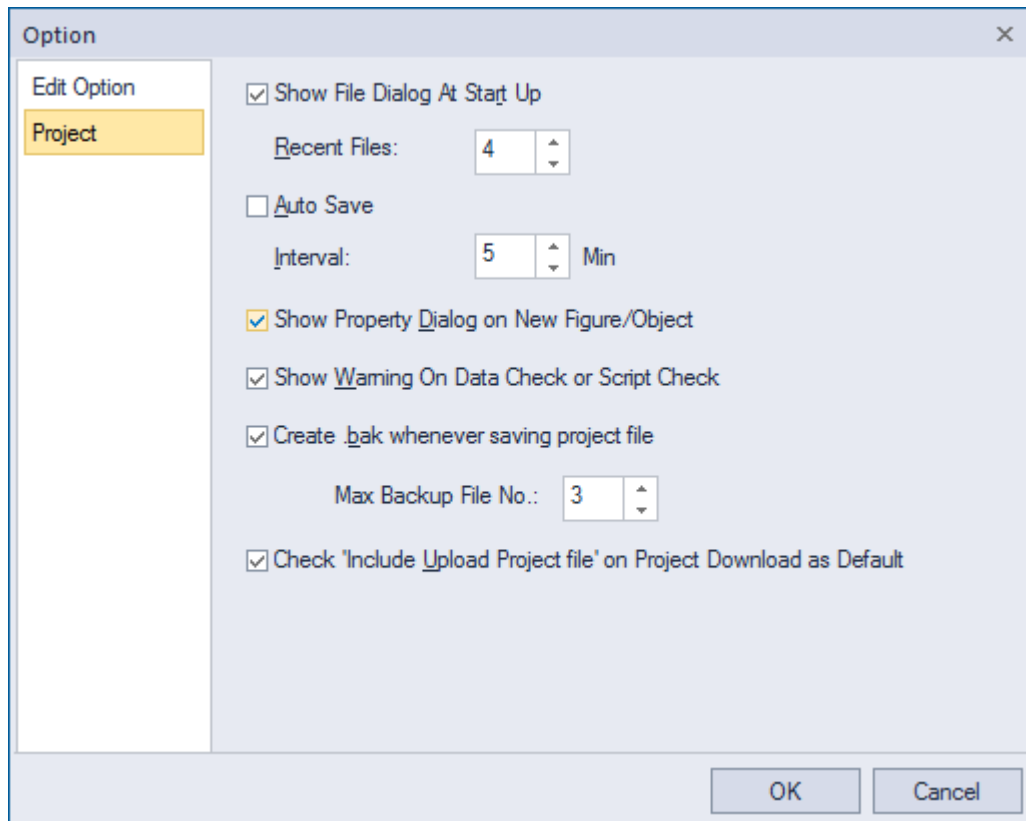 Option
Edit Option
Project
Show File Dialog At Start Up
Recent Files: 4
Auto Save
Interval: 5 Min
Show Property Dialog on New Figure/Object
Show Warning On Data Check or Script Check
Create .bak whenever saving project file
Max Backup File No.: 3
Check 'Include Upload Project file' on Project Download as Default
OK Cancel